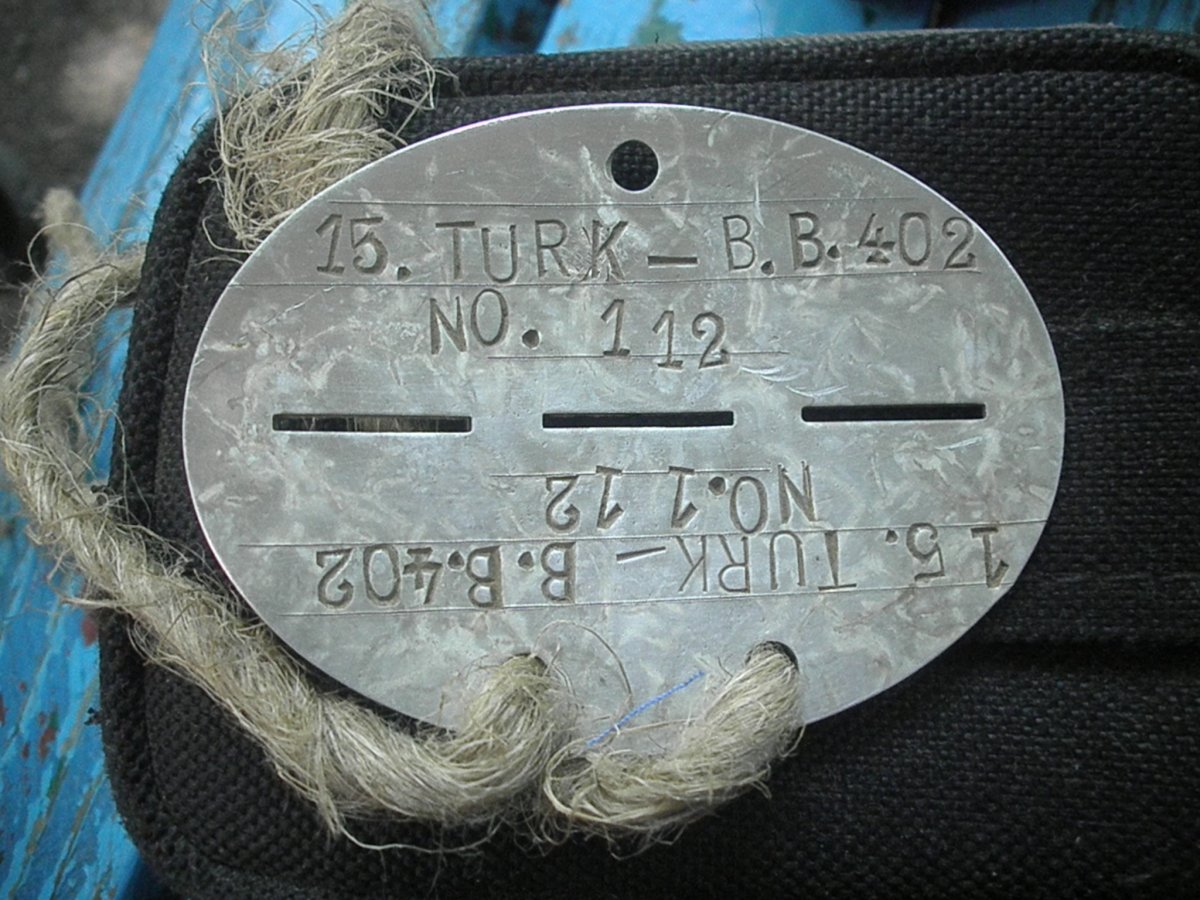 15. TURK - B. B. 402
NO. 112
NO. 112
15. TURK - B. B. 402